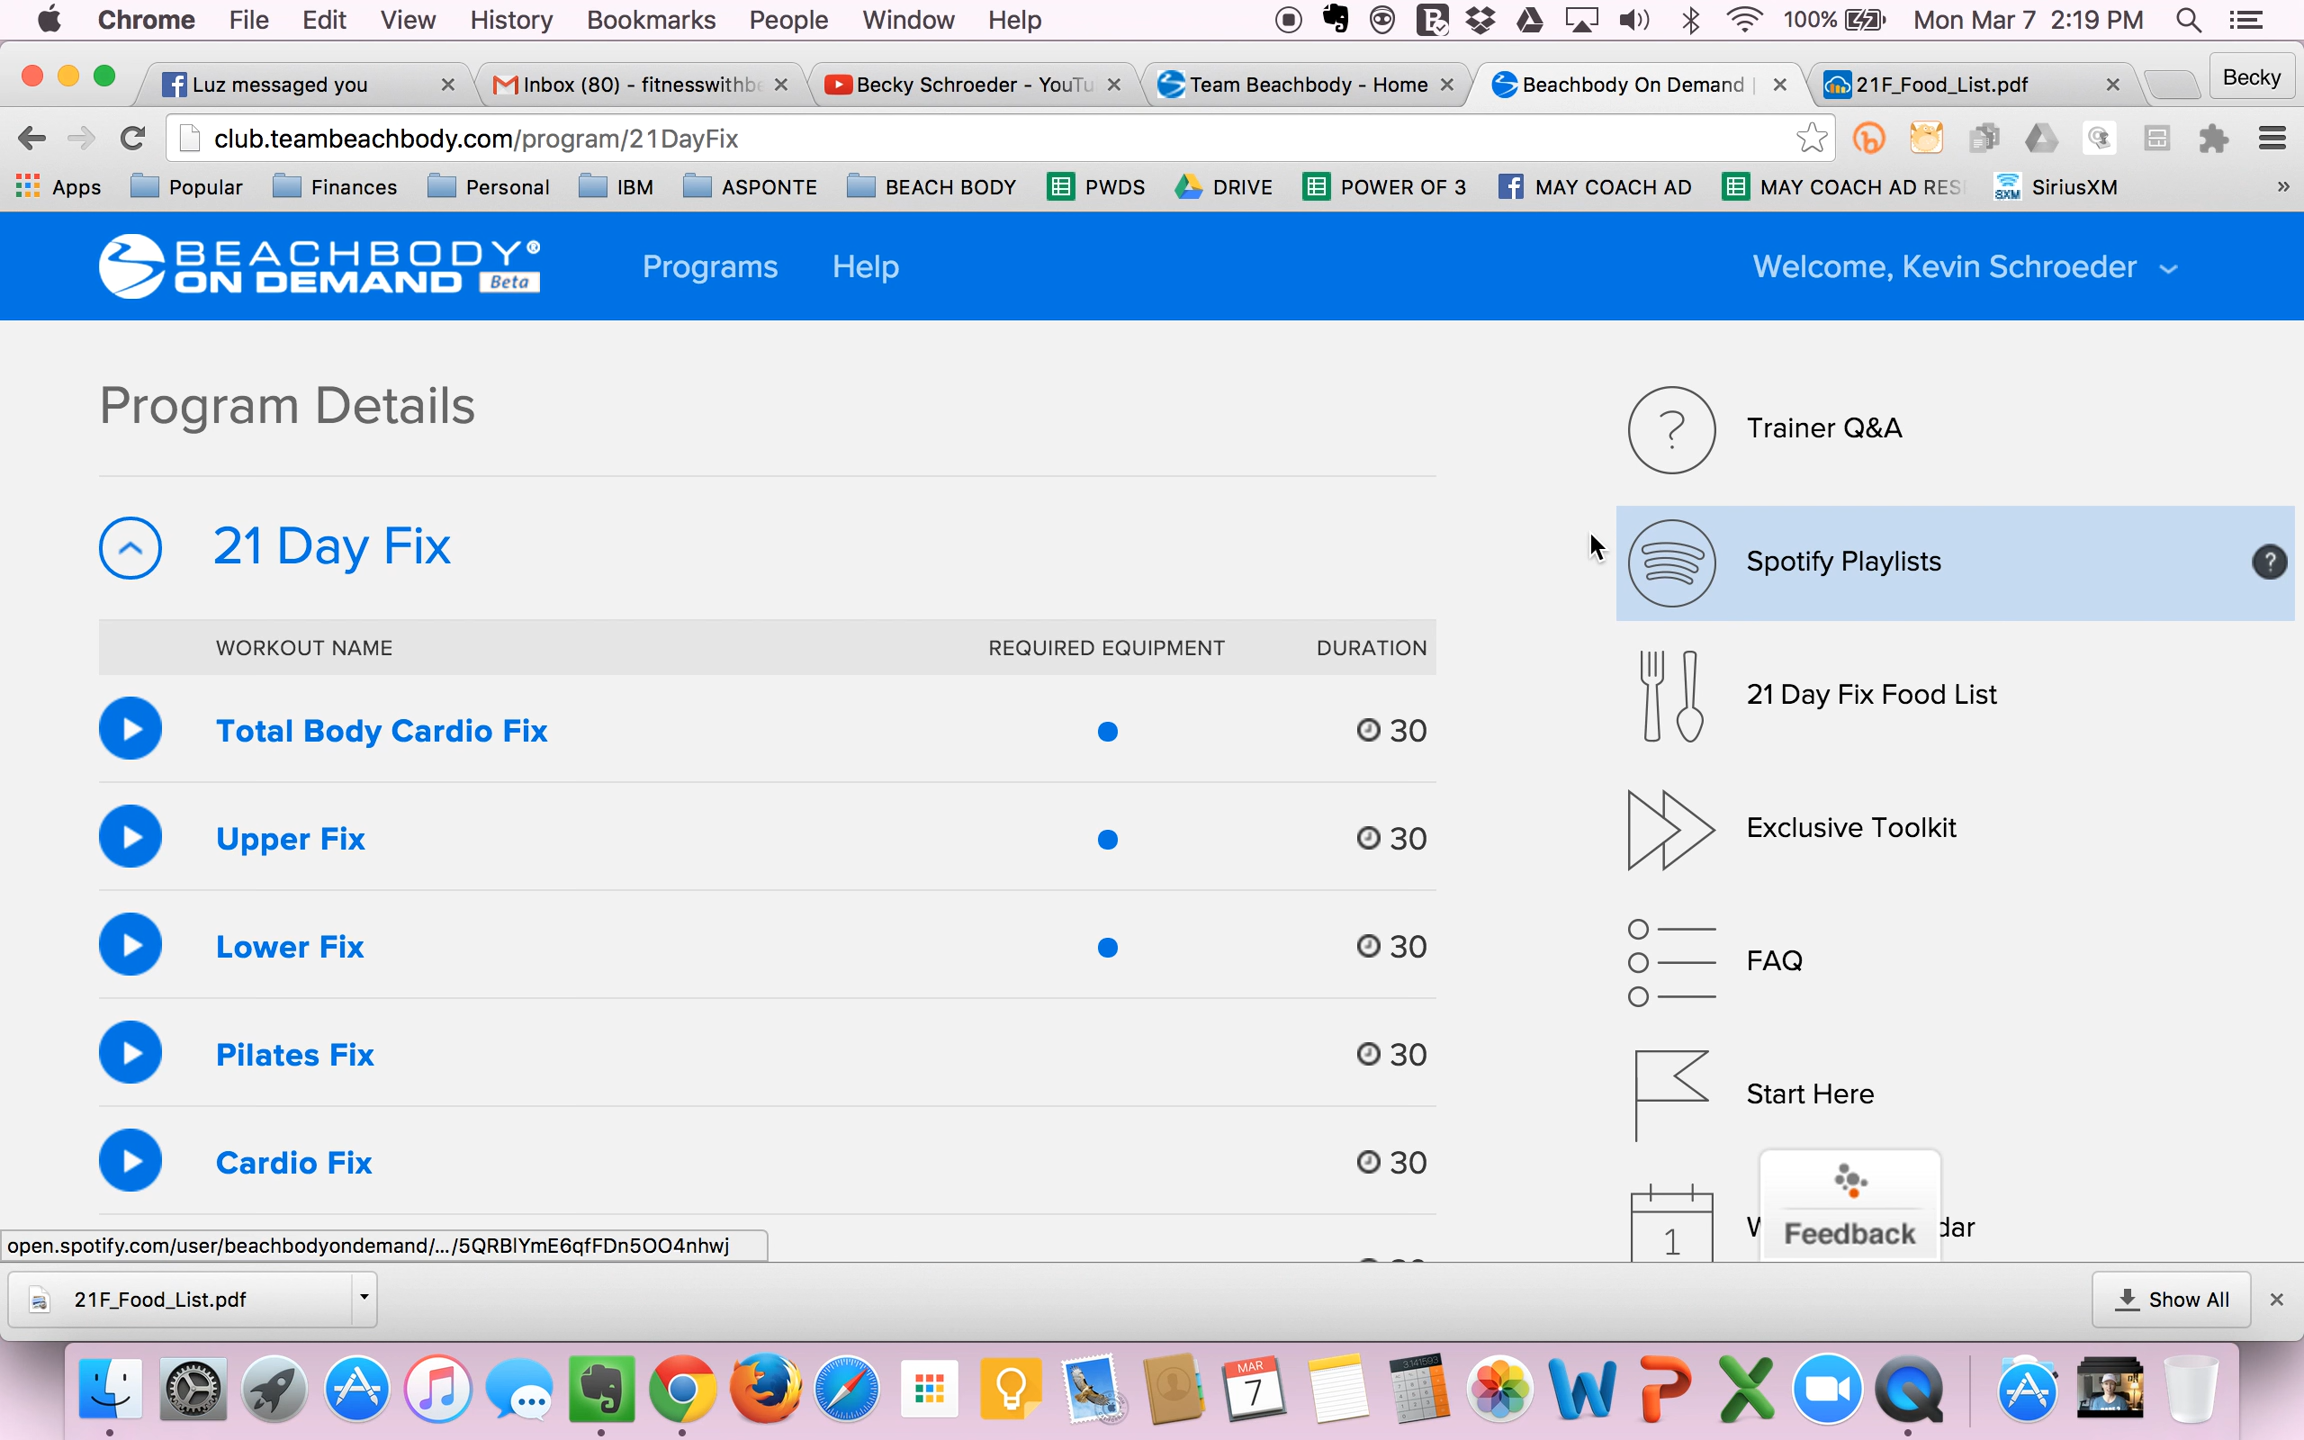 Chrome File Edit View History Bookmarks People Window Help 100% Mon Mar 7 2:19 PM
Luz messaged you Inbox (80) - fitnesswithbe Becky Schroeder - YouTu Team Beachbody - Home Beachbody On Demand | 21F_Food_List.pdf Becky
club.teambeachbody.com/program/21DayFix
Apps Popular Finances Personal IBM ASPONTE BEACH BODY PWDS DRIVE POWER OF 3 MAY COACH AD MAY COACH AD RES SiriusXM »
BEACHBODY®
ON DEMAND Beta
Programs Help Welcome, Kevin Schroeder
Program Details
Trainer Q&A
21 Day Fix
Spotify Playlists ?
WORKOUT NAME REQUIRED EQUIPMENT DURATION
21 Day Fix Food List
Total Body Cardio Fix 30
Exclusive Toolkit
Upper Fix 30
Lower Fix 30
FAQ
Pilates Fix 30
Start Here
Cardio Fix 30
1
dar
Feedback
open.spotify.com/user/beachbodyondemand/.../5QRBIYmE6qfFDn5OO4nhwj
21F_Food_List.pdf Show All
MAR
7